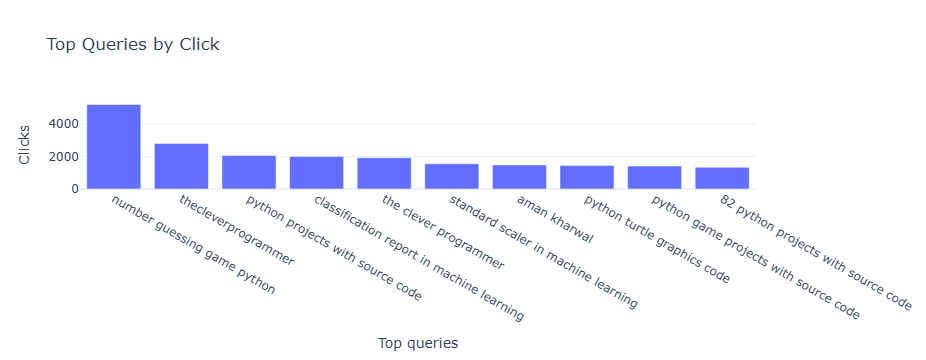 Top Queries by Click
Clicks
4000
2000
0
number guessing game python
thecleverprogrammer
python projects with source code
classification report in machine learning
the clever programmer
standard scaler in machine learning
aman kharwal
python turtle graphics code
python game projects with source code
82 python projects with source code
Top queries